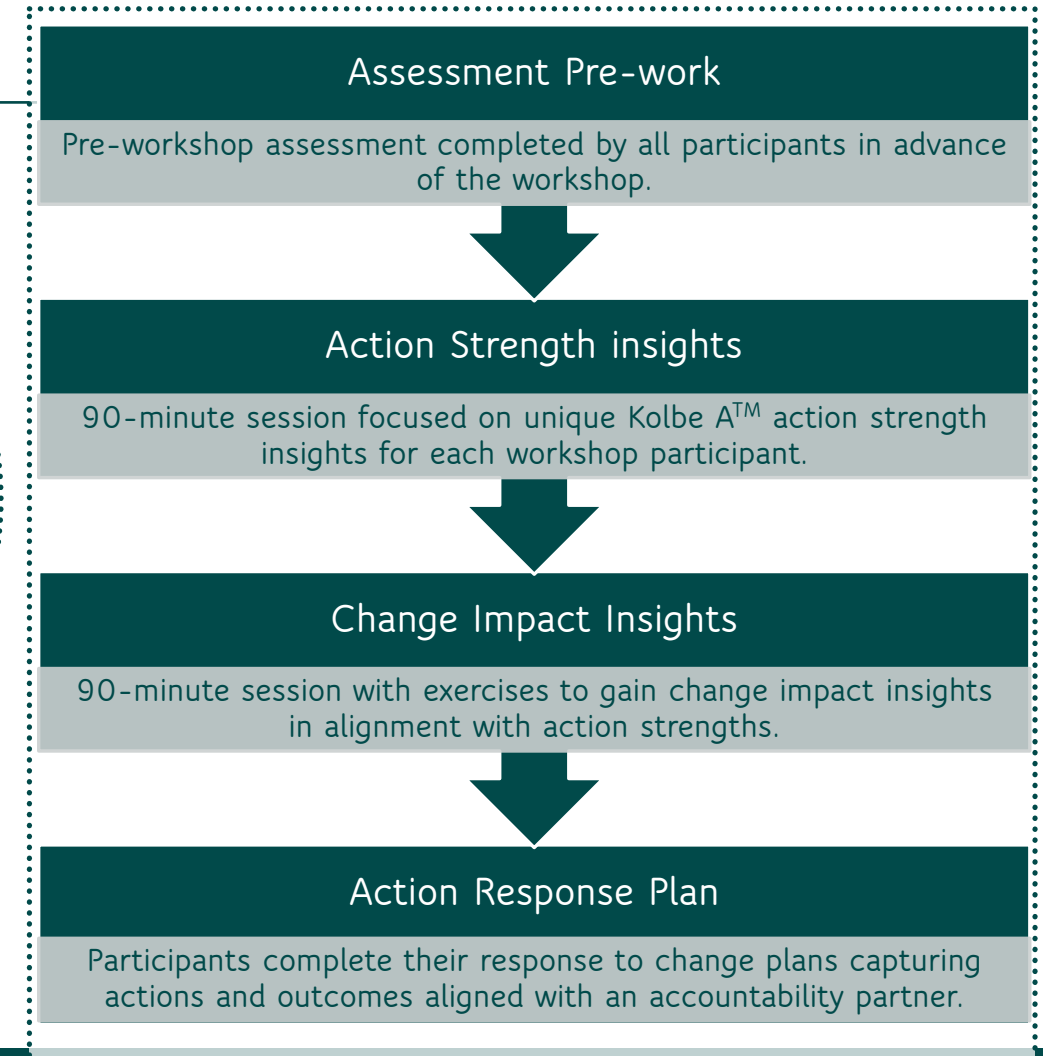 Assessment Pre-work
Pre-workshop assessment completed by all participants in advance
of the workshop.
Action Strength insights
90-minute session focused on unique Kolbe A™ action strength
insights for each workshop participant.
Change Impact Insights
90-minute session with exercises to gain change impact insights
in alignment with action strengths.
Action Response Plan
Participants complete their response to change plans capturing
actions and outcomes aligned with an accountability partner.